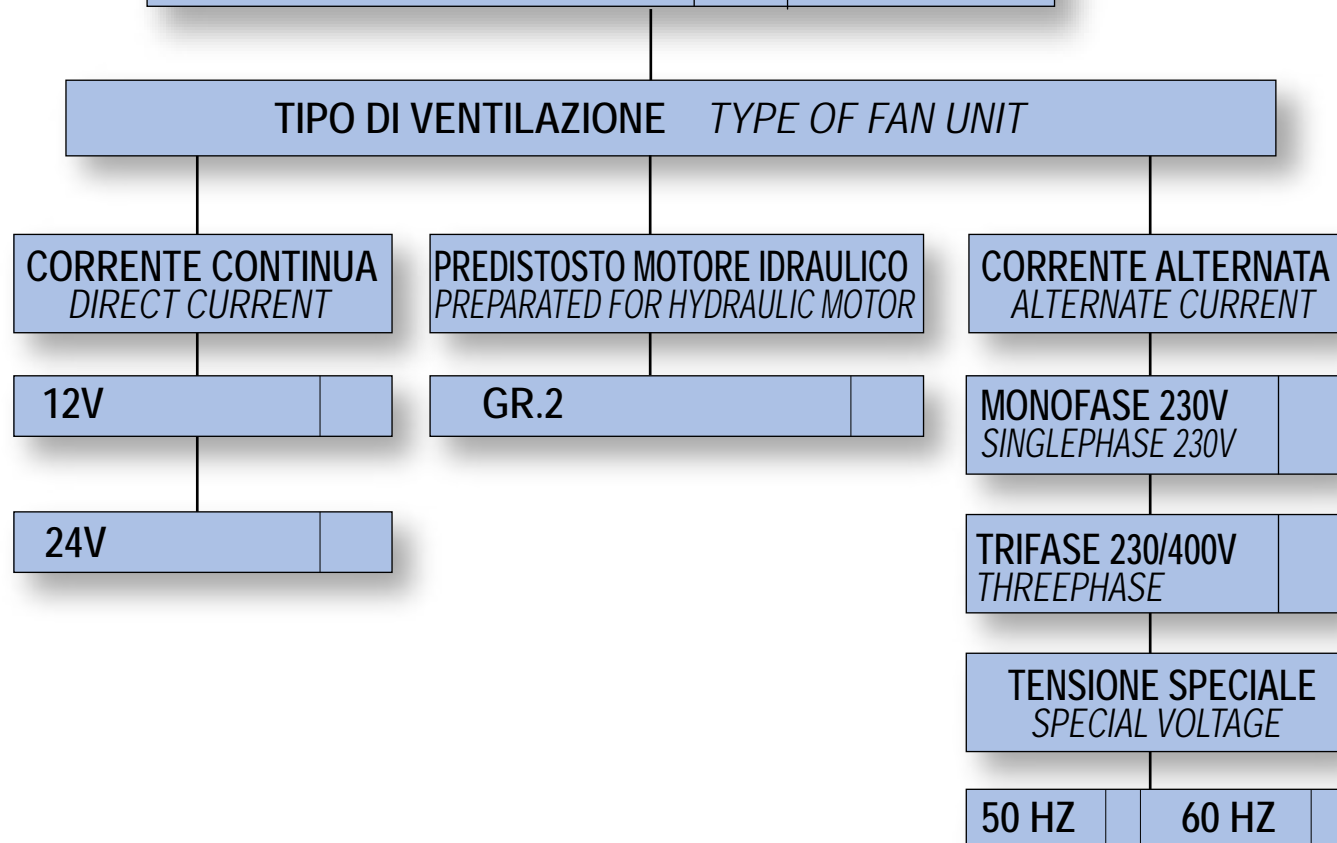 TIPO DI VENTILAZIONE TYPE OF FAN UNIT
CORRENTE CONTINUA
DIRECT CURRENT
PREDISTOSTO MOTORE IDRAULICO
PREPARATED FOR HYDRAULIC MOTOR
CORRENTE ALTERNATA
ALTERNATE CURRENT
12V
GR.2
MONOFASE 230V
SINGLEPHASE 230V
24V
TRIFASE 230/400V
THREEPHASE
TENSIONE SPECIALE
SPECIAL VOLTAGE
50 HZ 60 HZ